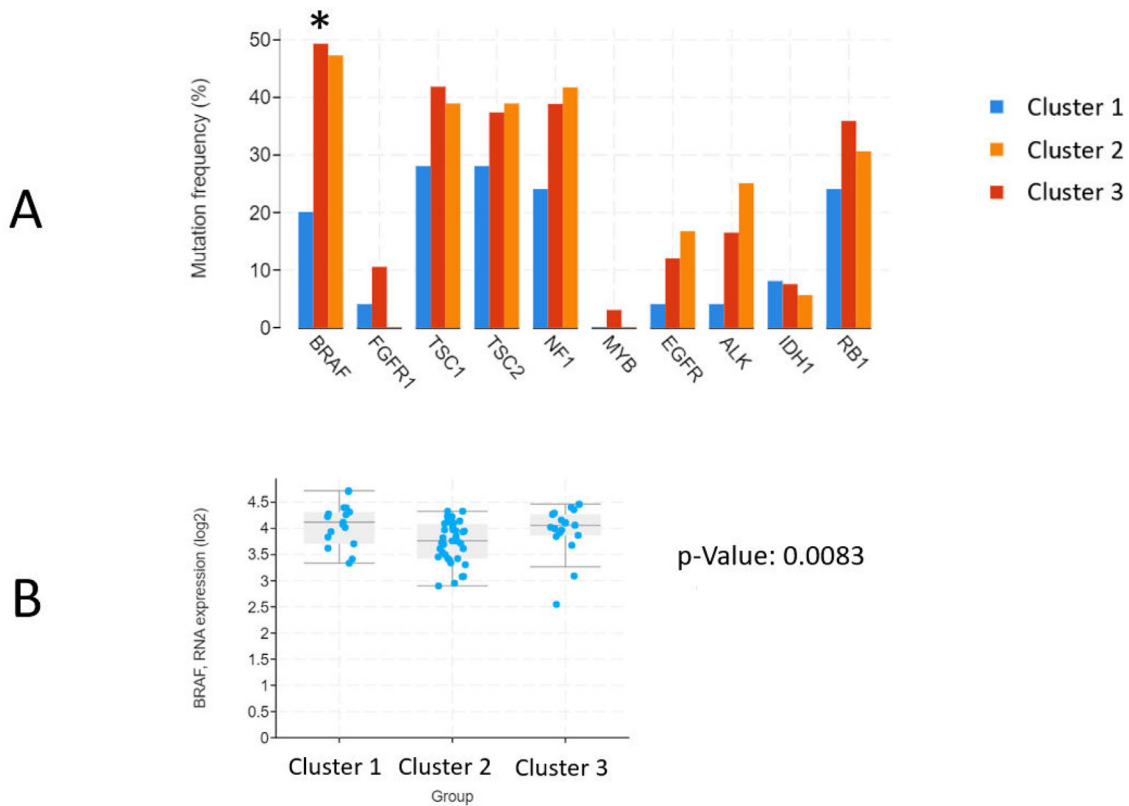 *
50
40
30
20
10
0
Mutation frequency (%)
BRAF
FGFR1
TSC1
TSC2
NF1
MYB
EGFR
ALK
IDH1
RB1
Cluster 1
Cluster 2
Cluster 3
A
4.5
4
3.5
3
2.5
2
1.5
1
0.5
0
BRAF, RNA expression (log2)
Cluster 1
Cluster 2
Cluster 3
Group
p-Value: 0.0083
B